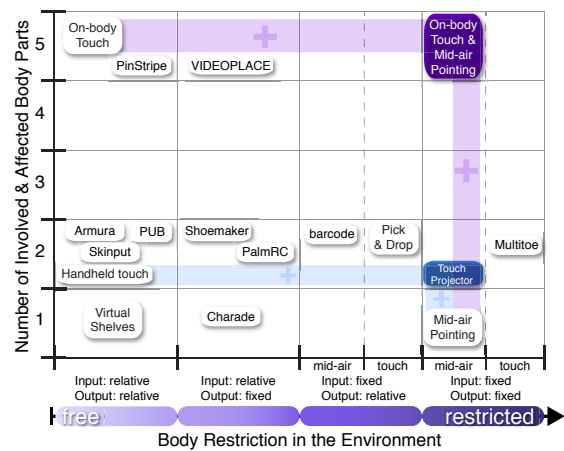 Number of Involved & Affected Body Parts
5
4
3
2
1
On-body
Touch
PinStripe
VIDEOPLACE
On-body
Touch &
Mid-air
Pointing
Armura
PUB
Skinput
Handheld touch
Shoemaker
PalmRC
barcode
Pick
& Drop
Multitoe
Touch
Projector
Virtual
Shelves
Charade
Mid-air
Pointing
mid-air
touch
mid-air
touch
Input: relative
Output: relative
Input: relative
Output: fixed
Input: fixed
Output: relative
Input: fixed
Output: fixed
free
restricted
Body Restriction in the Environment